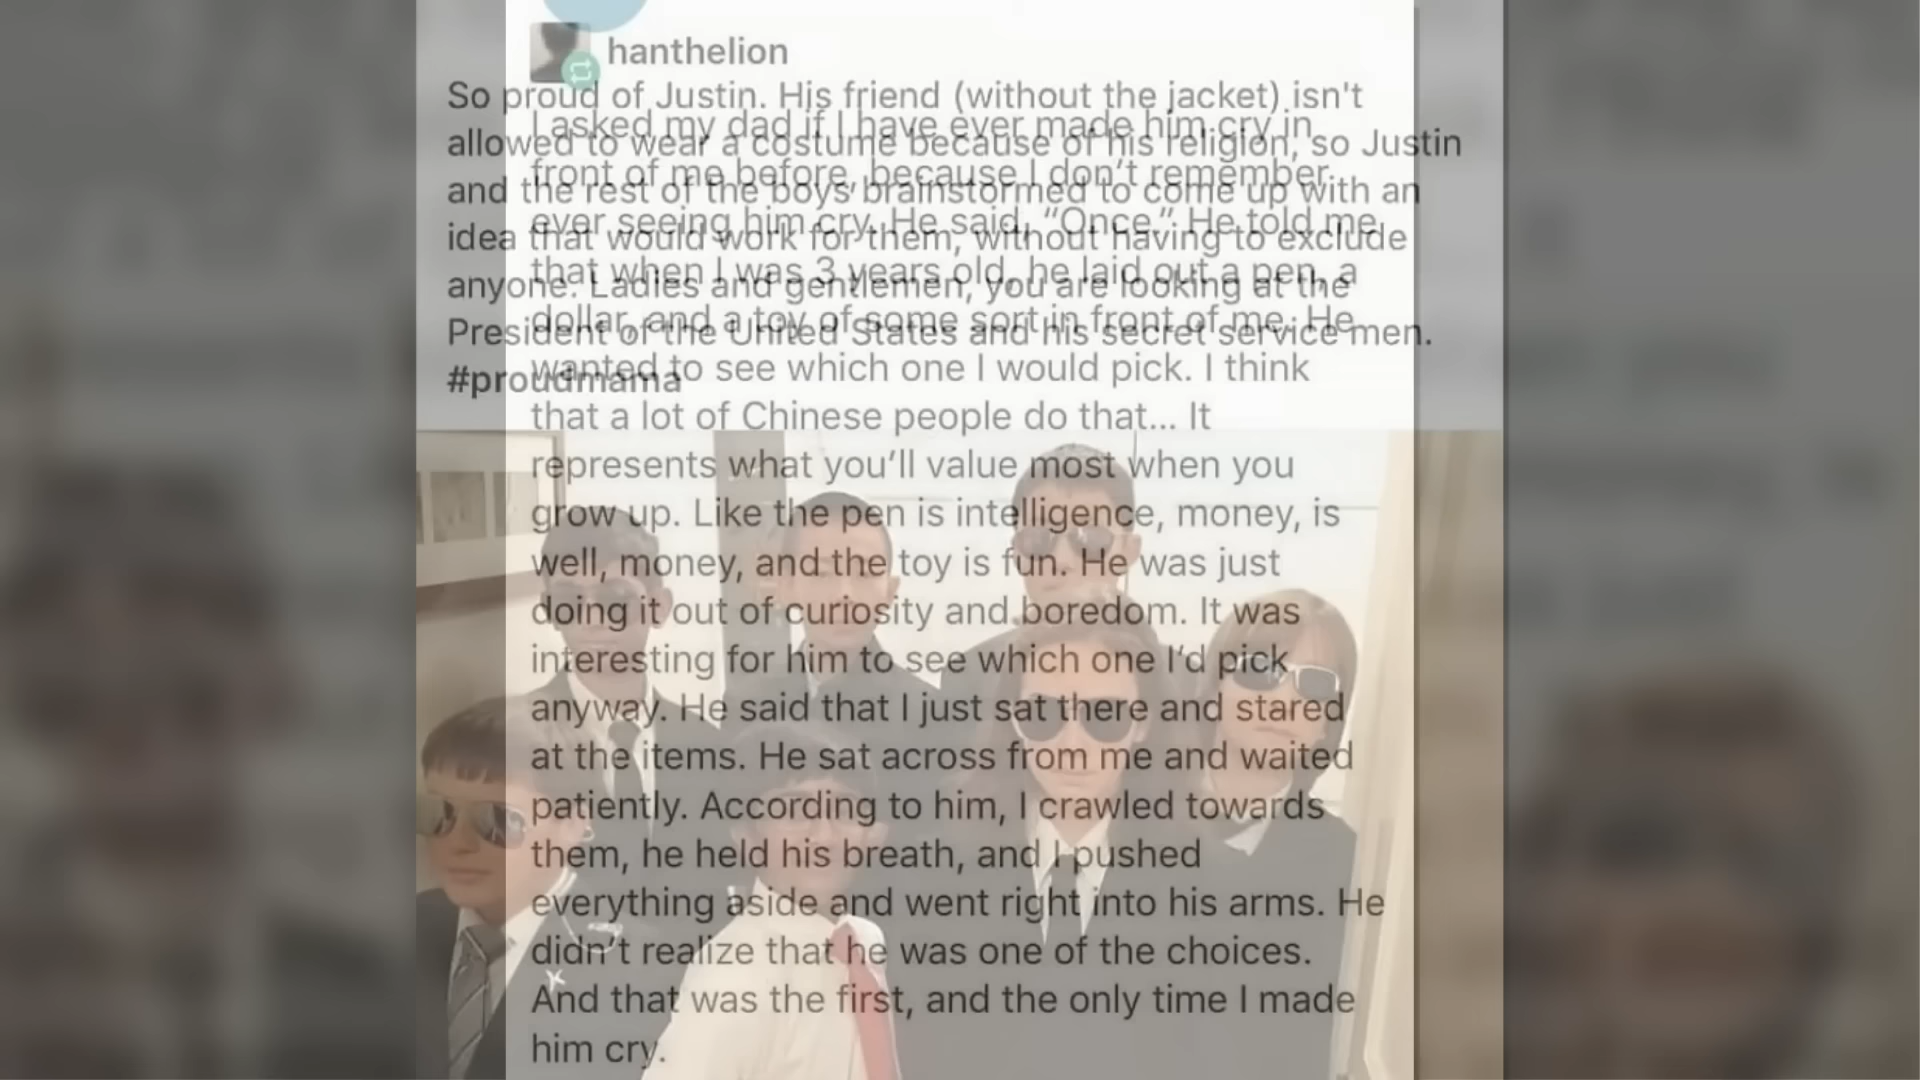 hanthelion
So proud of Justin. His friend (without the jacket) isn't
allowed to wear a costume because of his religion, so Justin
and the rest of the boys brainstormed to come up with an
idea that would work for them, without having to exclude
anyone. Ladies and gentlemen, you are looking at the
President of the United States and his secret service men.
#proudmama
I asked my dad if I have ever made him cry in
front of me before, because I don’t remember
ever seeing him cry. He said, “Once.” He told me
that when I was 3 years old, he laid out a pen, a
dollar, and a toy of some sort in front of me. He
wanted to see which one I would pick. I think
that a lot of Chinese people do that... It
represents what you’ll value most when you
grow up. Like the pen is intelligence, money, is
well, money, and the toy is fun. He was just
doing it out of curiosity and boredom. It was
interesting for him to see which one I’d pick
anyway. He said that I just sat there and stared
at the items. He sat across from me and waited
patiently. According to him, I crawled towards
them, he held his breath, and I pushed
everything aside and went right into his arms. He
didn’t realize that he was one of the choices.
And that was the first, and the only time I made
him cry.